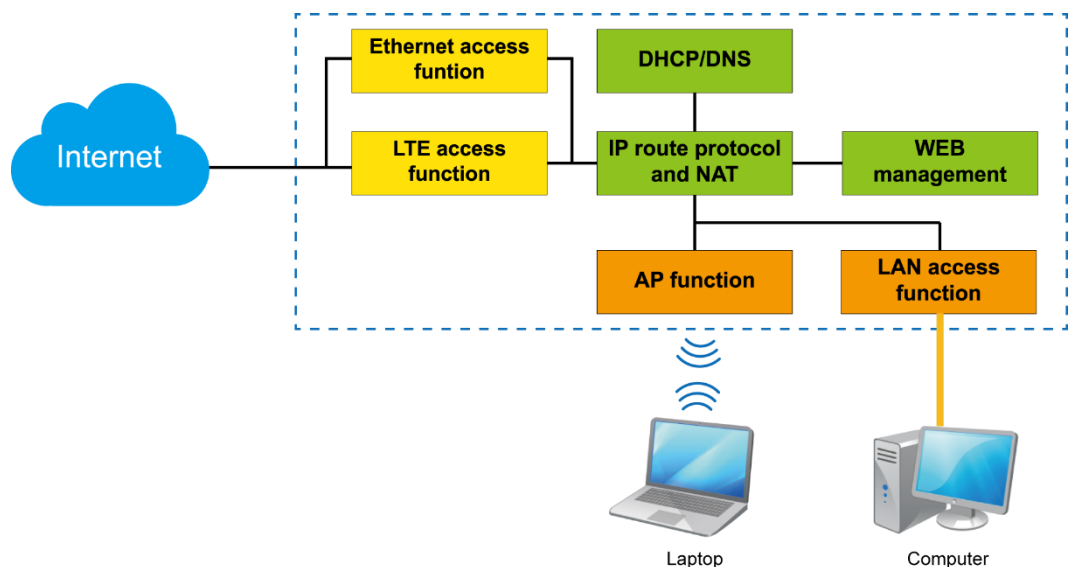 Internet
Ethernet access
funtion
LTE access
function
DHCP/DNS
IP route protocol
and NAT
WEB
management
AP function
LAN access
function
Laptop
Computer